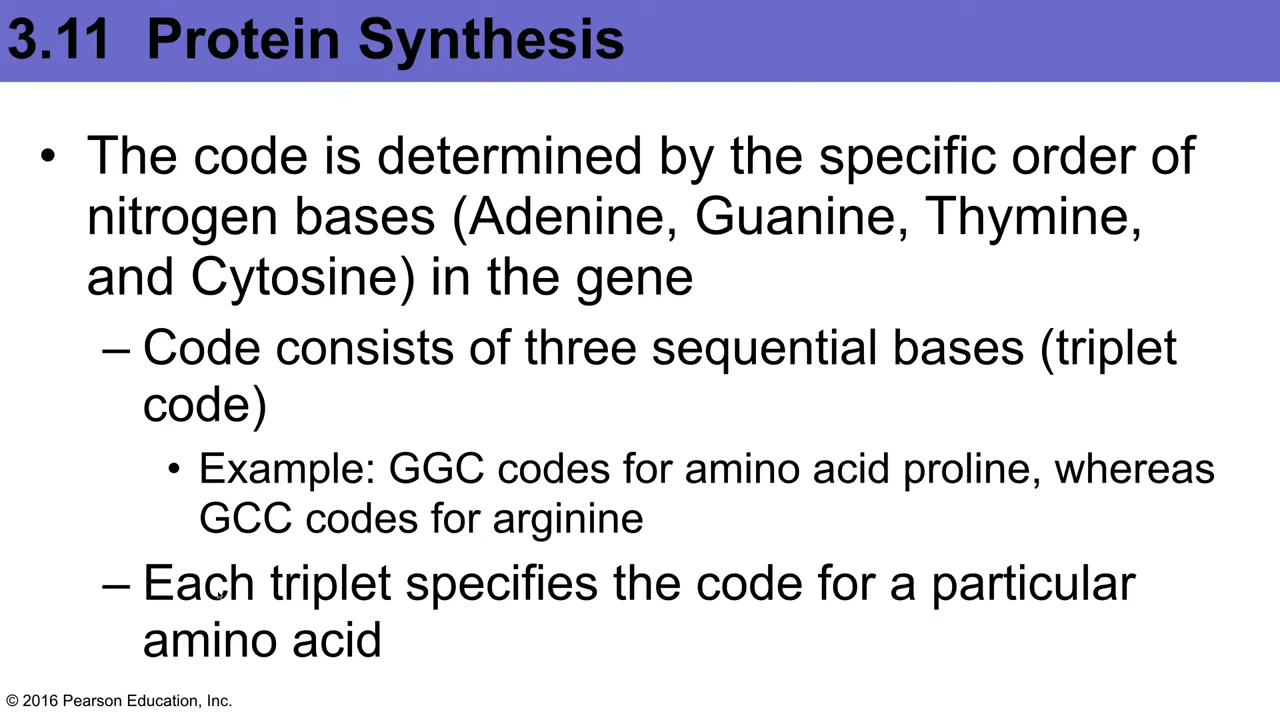 3.11 Protein Synthesis
• The code is determined by the specific order of
nitrogen bases (Adenine, Guanine, Thymine,
and Cytosine) in the gene
– Code consists of three sequential bases (triplet
code)
• Example: GGC codes for amino acid proline, whereas
GCC codes for arginine
– Each triplet specifies the code for a particular
amino acid
© 2016 Pearson Education, Inc.